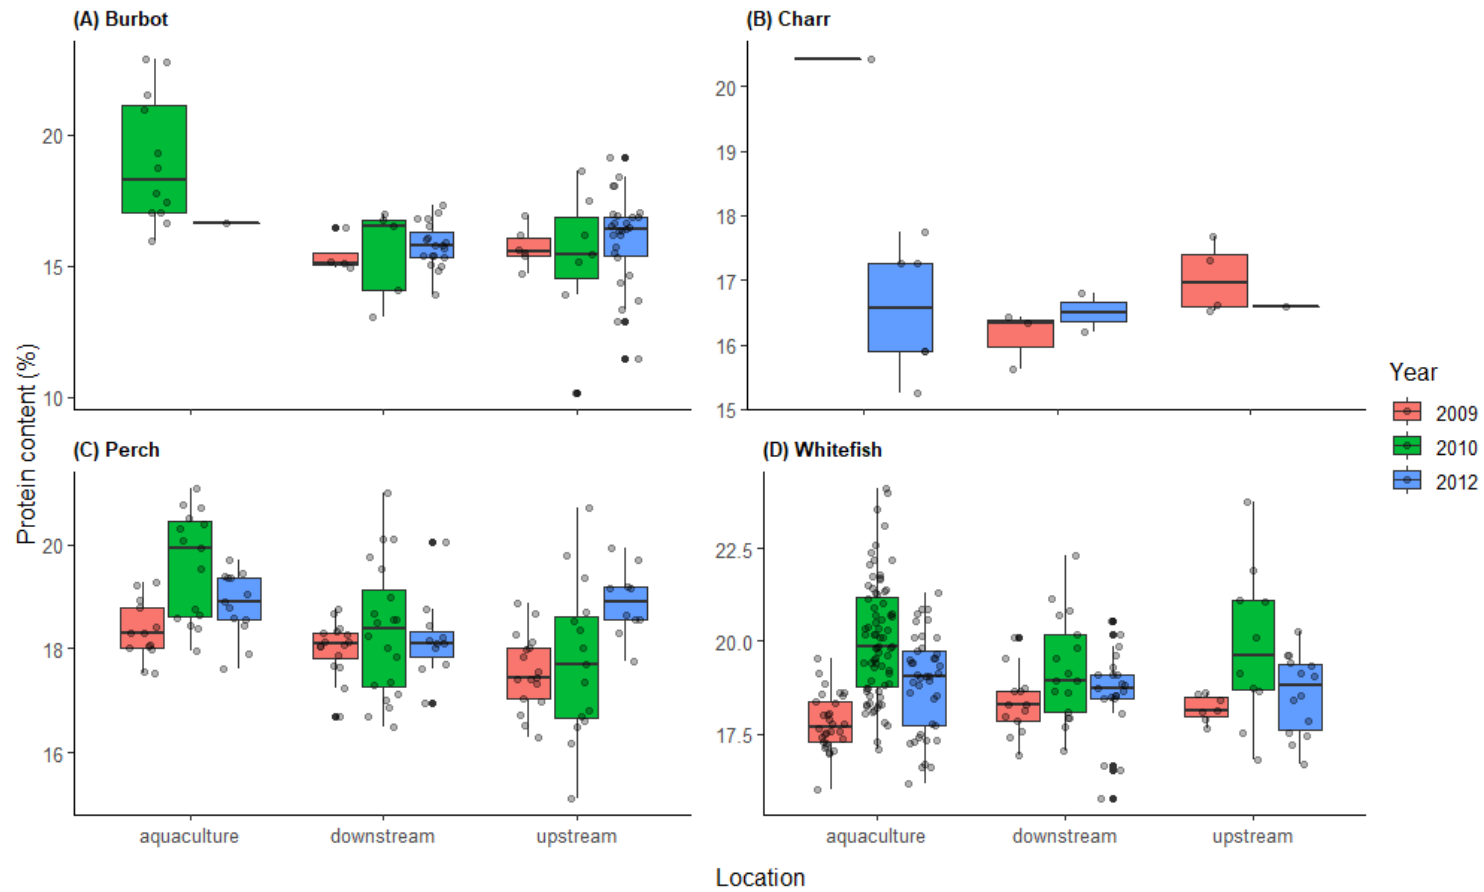 (A) Burbot
(B) Charr
20
15
10
20
19
18
17
16
15
Protein content (%)
Year
2009
2010
2012
(C) Perch
(D) Whitefish
20
18
16
22.5
20.0
17.5
aquaculture downstream upstream
aquaculture downstream upstream
Location